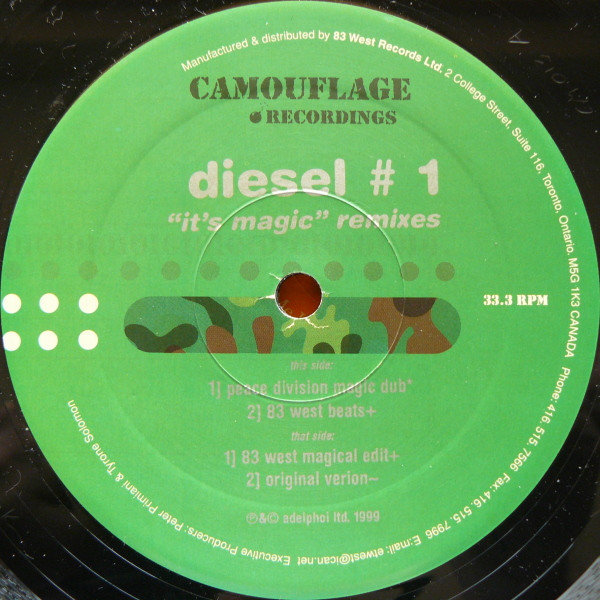 Manufactured & distributed by 83 West Records Ltd. 2 College Street, Suite 116, Toronto, Ontario. M5G 1K3 CANADA Phone: 416.515.7566 Fax: 416.515.7996 E:mail: etwest@ican.net Executive Producers: Peter Primiani & Tyrone Solomon
CAMOUFLAGE
RECORDINGS
diesel # 1
"it's magic" remixes
33.3 RPM
this side:
1] peace division magic dub*
2] 83 west beats+
that side:
1] 83 west magical edit+
2] original verion~
℗&© adelphoi ltd. 1999